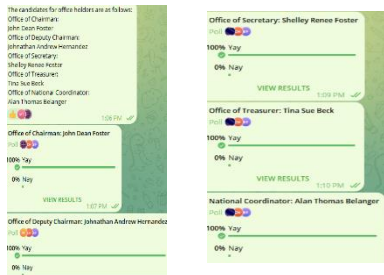 The candidates for office holders are as follows:
Office of Chairman:
John Dean Foster
Office of Deputy Chairman:
Johnathan Andrew Hernandez
Office of Secretary:
Shelley Renee Foster
Office of Treasurer:
Tina Sue Beck
Office of National Coordinator:
Alan Thomas Belanger
1:06 PM
Office of Chairman: John Dean Foster
Poll
100% Yay
0% Nay
VIEW RESULTS
1:07 PM
Office of Deputy Chairman: Johnathan Andrew Hernandez
Poll
100% Yay
0% Nay
Office of Secretary: Shelley Renee Foster
Poll
100% Yay
0% Nay
VIEW RESULTS
1:09 PM
Office of Treasurer: Tina Sue Beck
Poll
100% Yay
0% Nay
VIEW RESULTS
1:10 PM
National Coordinator: Alan Thomas Belanger
Poll
100% Yay
0% Nay